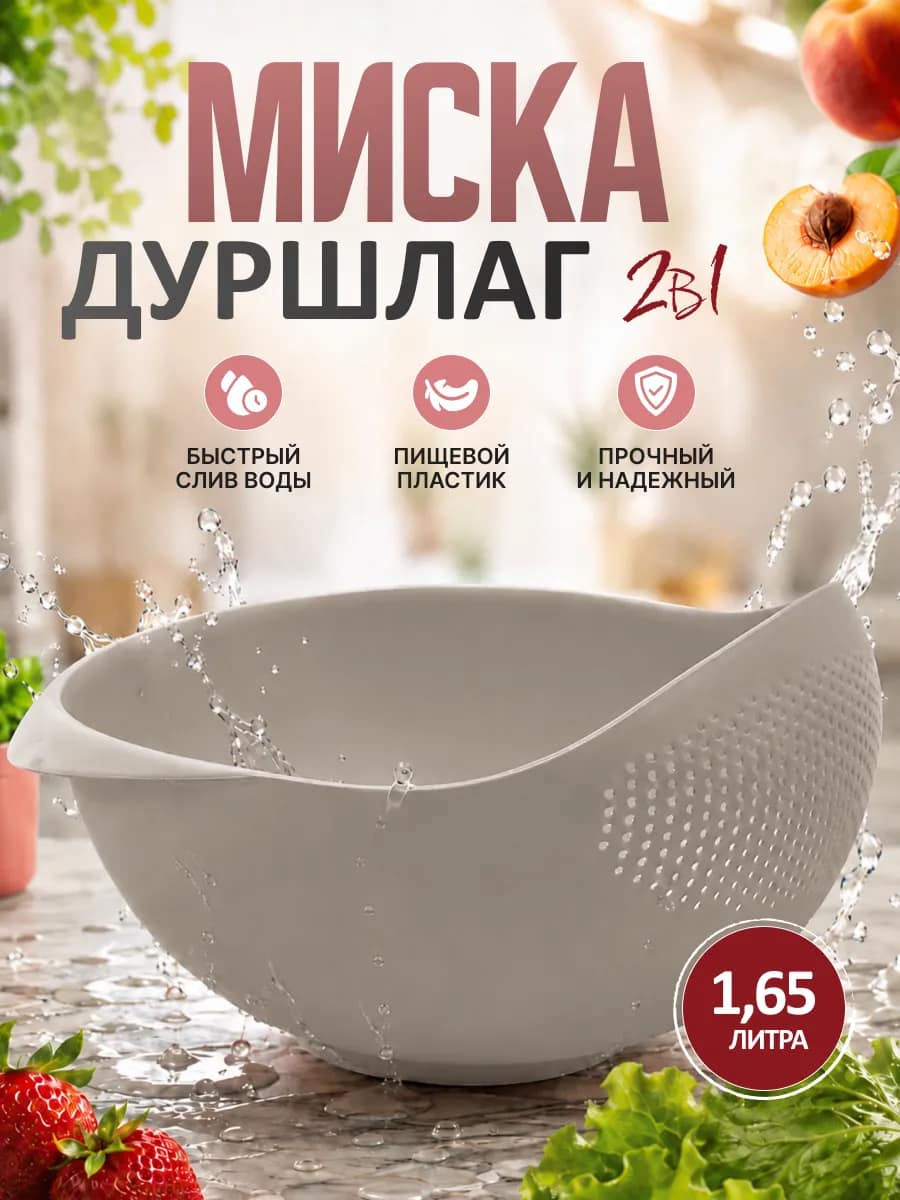 МИСКА
ДУРШЛАГ 2в1
БЫСТРЫЙ
СЛИВ ВОДЫ
ПИЩЕВОЙ
ПЛАСТИК
ПРОЧНЫЙ
И НАДЕЖНЫЙ
1,65
ЛИТРА